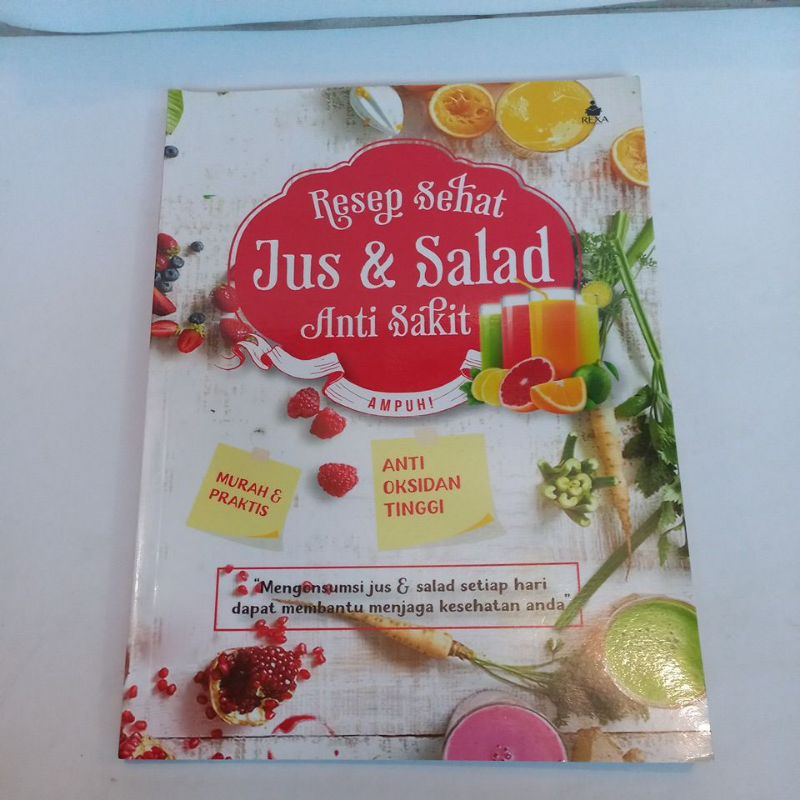 REXA
Resep Sehat
Jus & Salad
Anti Sakit
AMPUH!
MURAH &
PRAKTIS
ANTI
OKSIDAN
TINGGI
"Mengonsumsi jus & salad setiap hari
dapat membantu menjaga kesehatan anda"